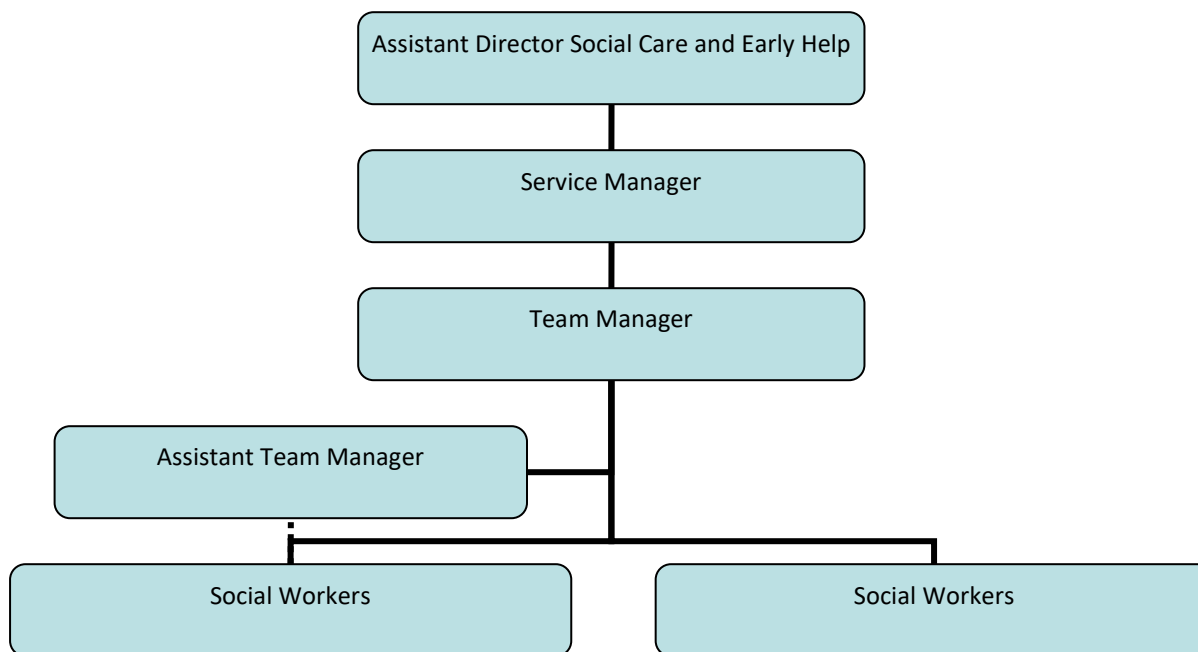 Assistant Director Social Care and Early Help
Service Manager
Team Manager
Assistant Team Manager
Social Workers
Social Workers